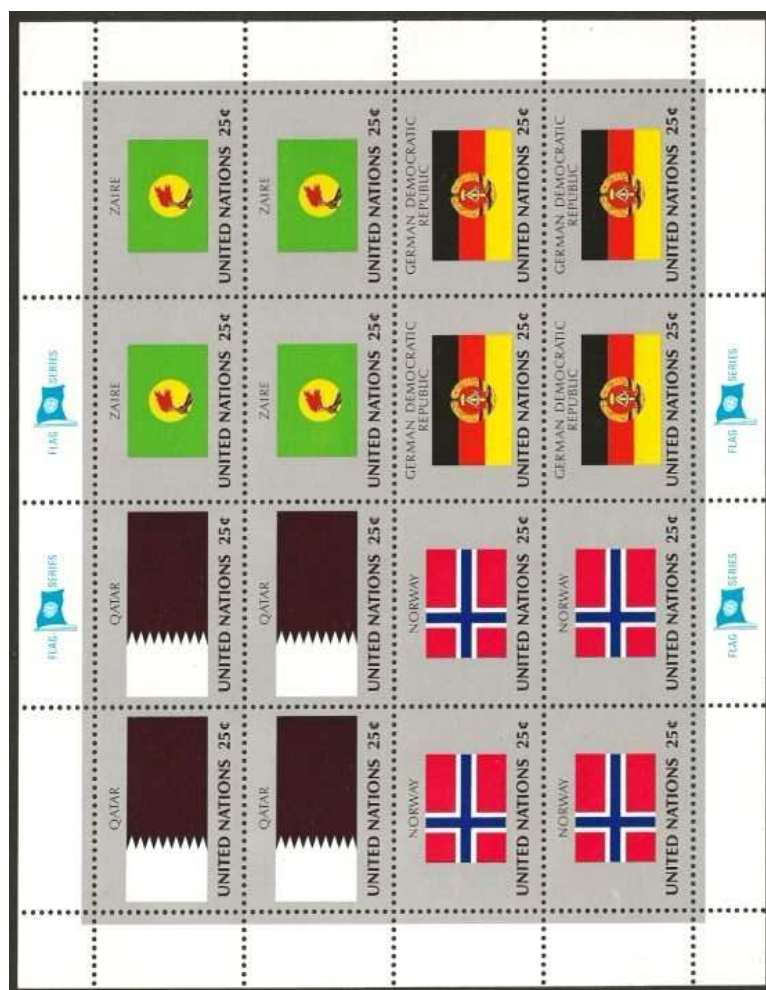 FLAG SERIES
FLAG SERIES
QATAR
UNITED NATIONS 25¢
QATAR
UNITED NATIONS 25¢
ZAIRE
UNITED NATIONS 25¢
ZAIRE
UNITED NATIONS 25¢
QATAR
UNITED NATIONS 25¢
QATAR
UNITED NATIONS 25¢
ZAIRE
UNITED NATIONS 25¢
ZAIRE
UNITED NATIONS 25¢
NORWAY
UNITED NATIONS 25¢
NORWAY
UNITED NATIONS 25¢
GERMAN DEMOCRATIC
REPUBLIC
UNITED NATIONS 25¢
GERMAN DEMOCRATIC
REPUBLIC
UNITED NATIONS 25¢
NORWAY
UNITED NATIONS 25¢
NORWAY
UNITED NATIONS 25¢
GERMAN DEMOCRATIC
REPUBLIC
UNITED NATIONS 25¢
GERMAN DEMOCRATIC
REPUBLIC
UNITED NATIONS 25¢
FLAG SERIES
FLAG SERIES